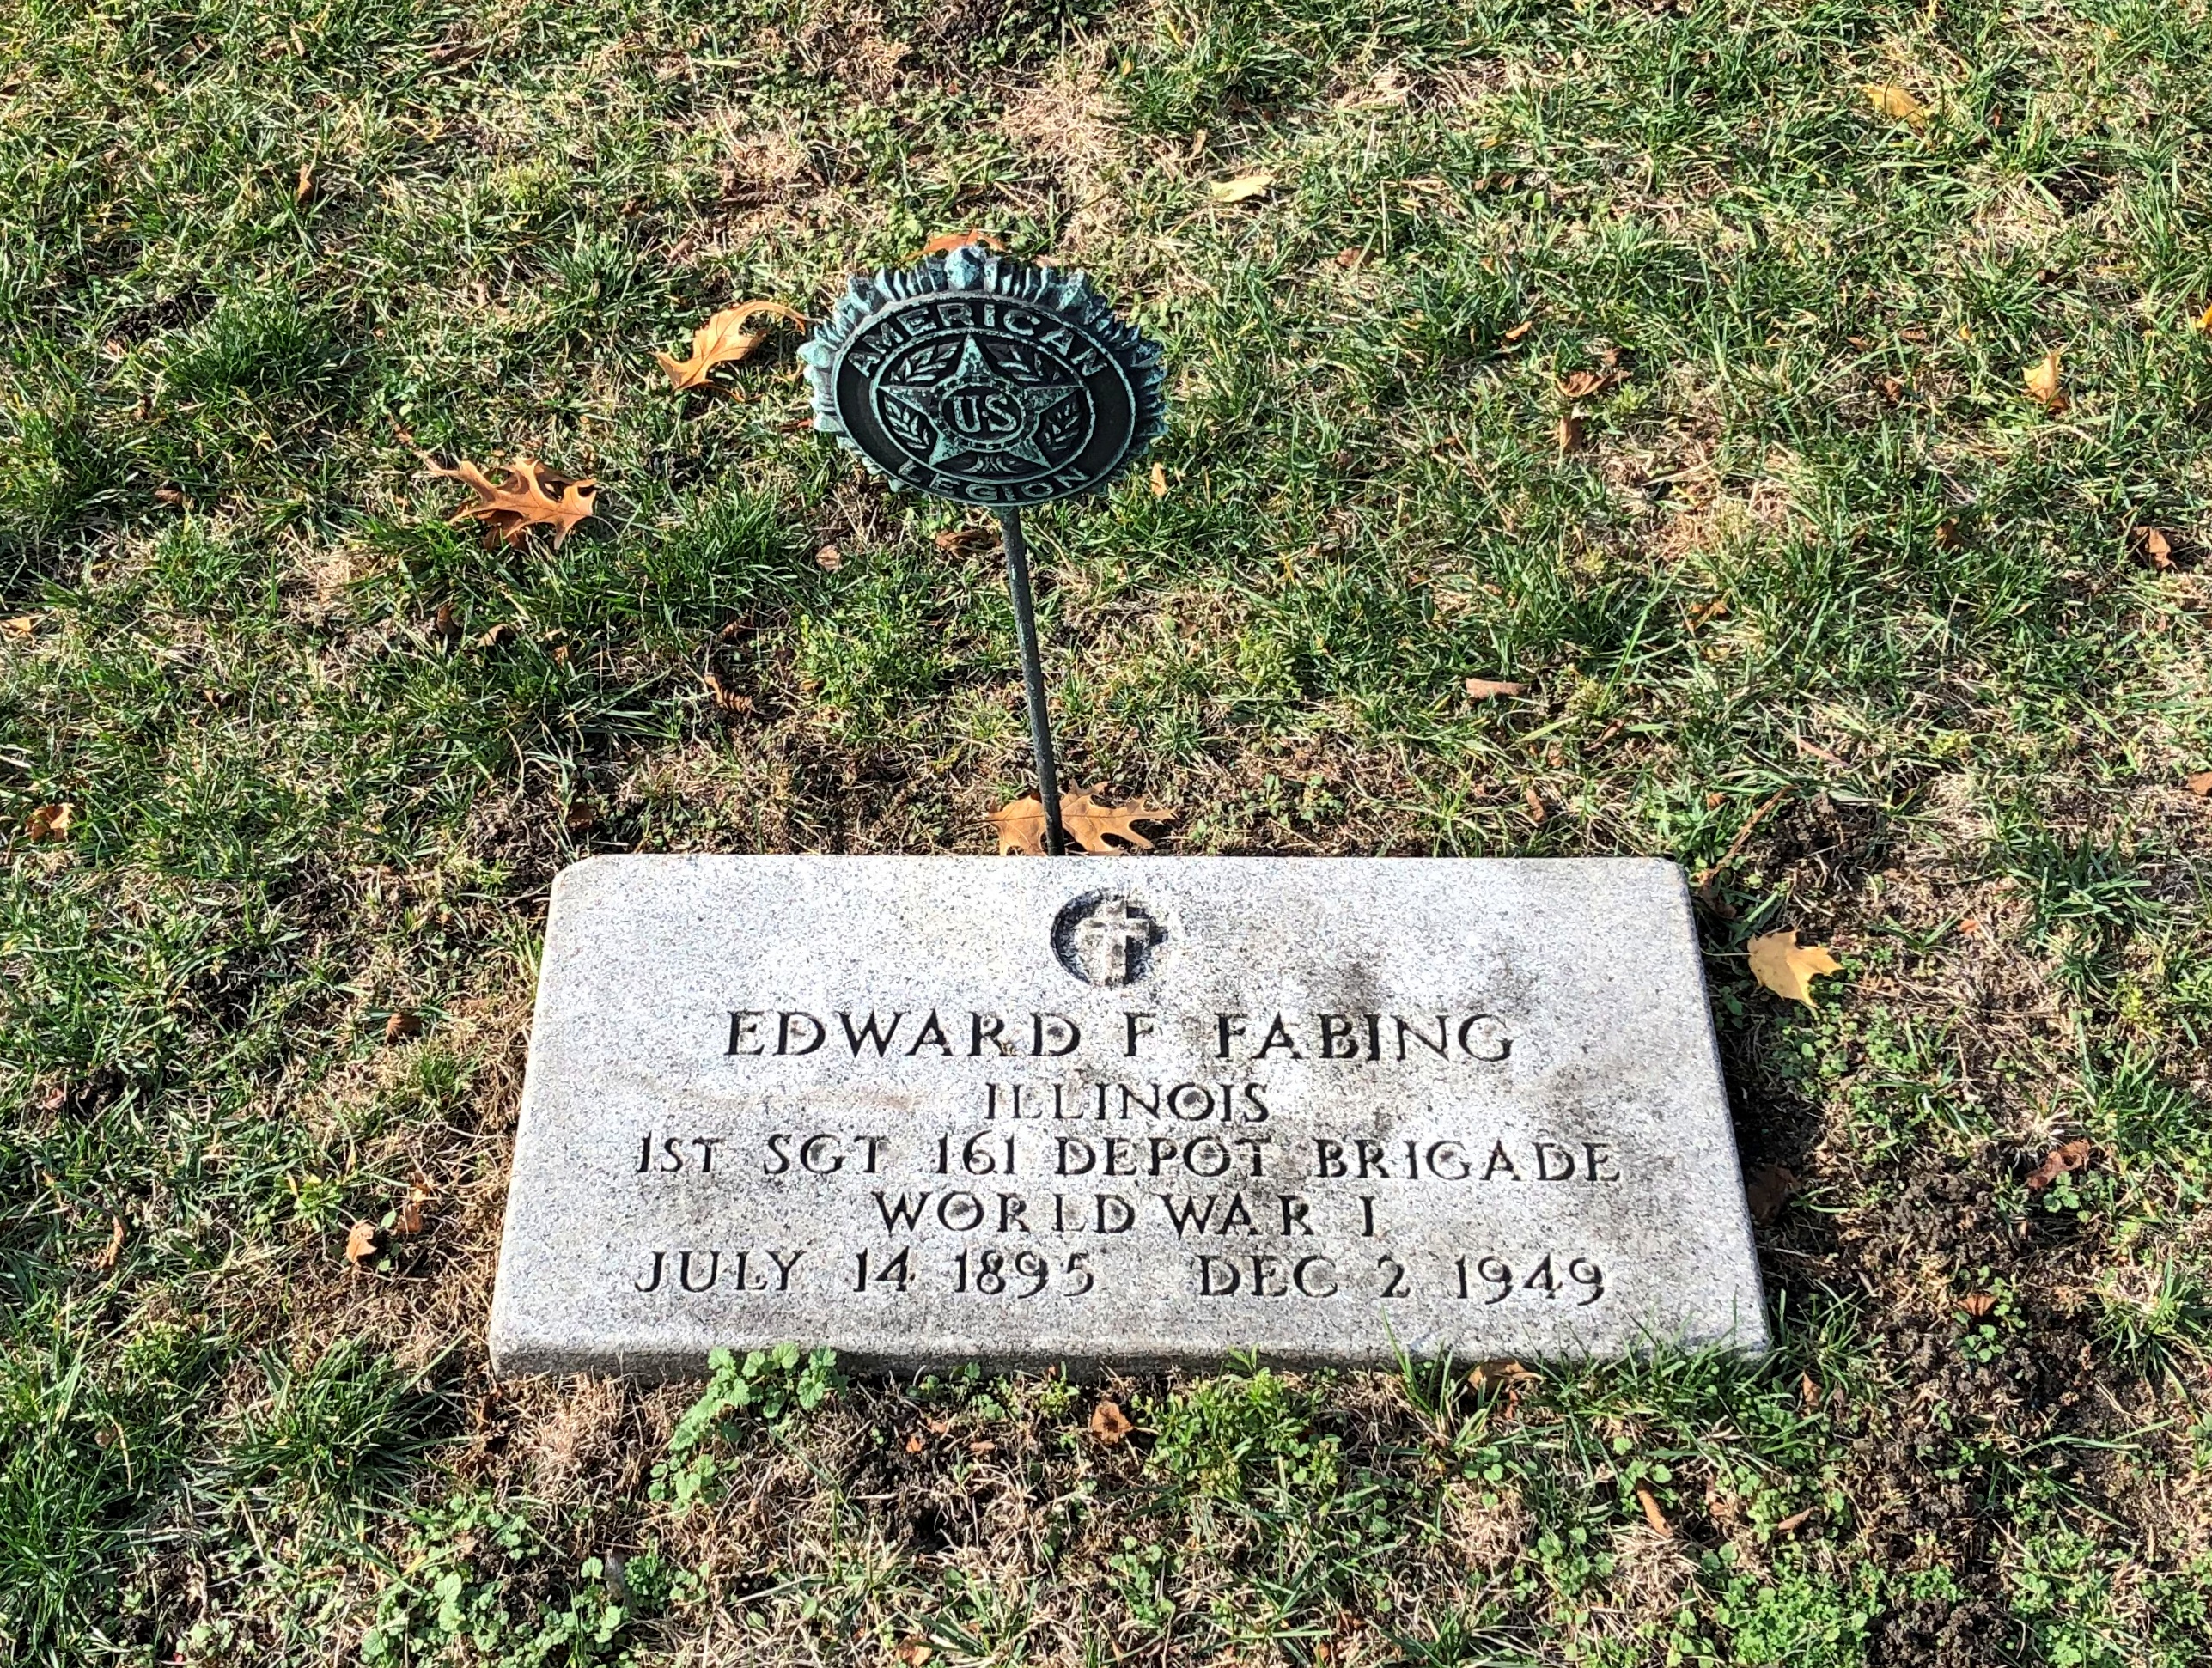 AMERICAN
US
LEGION
EDWARD F FABING
ILLINOIS
1ST SGT 161 DEPOT BRIGADE
WORLD WAR I
JULY 14 1895 DEC 2 1949